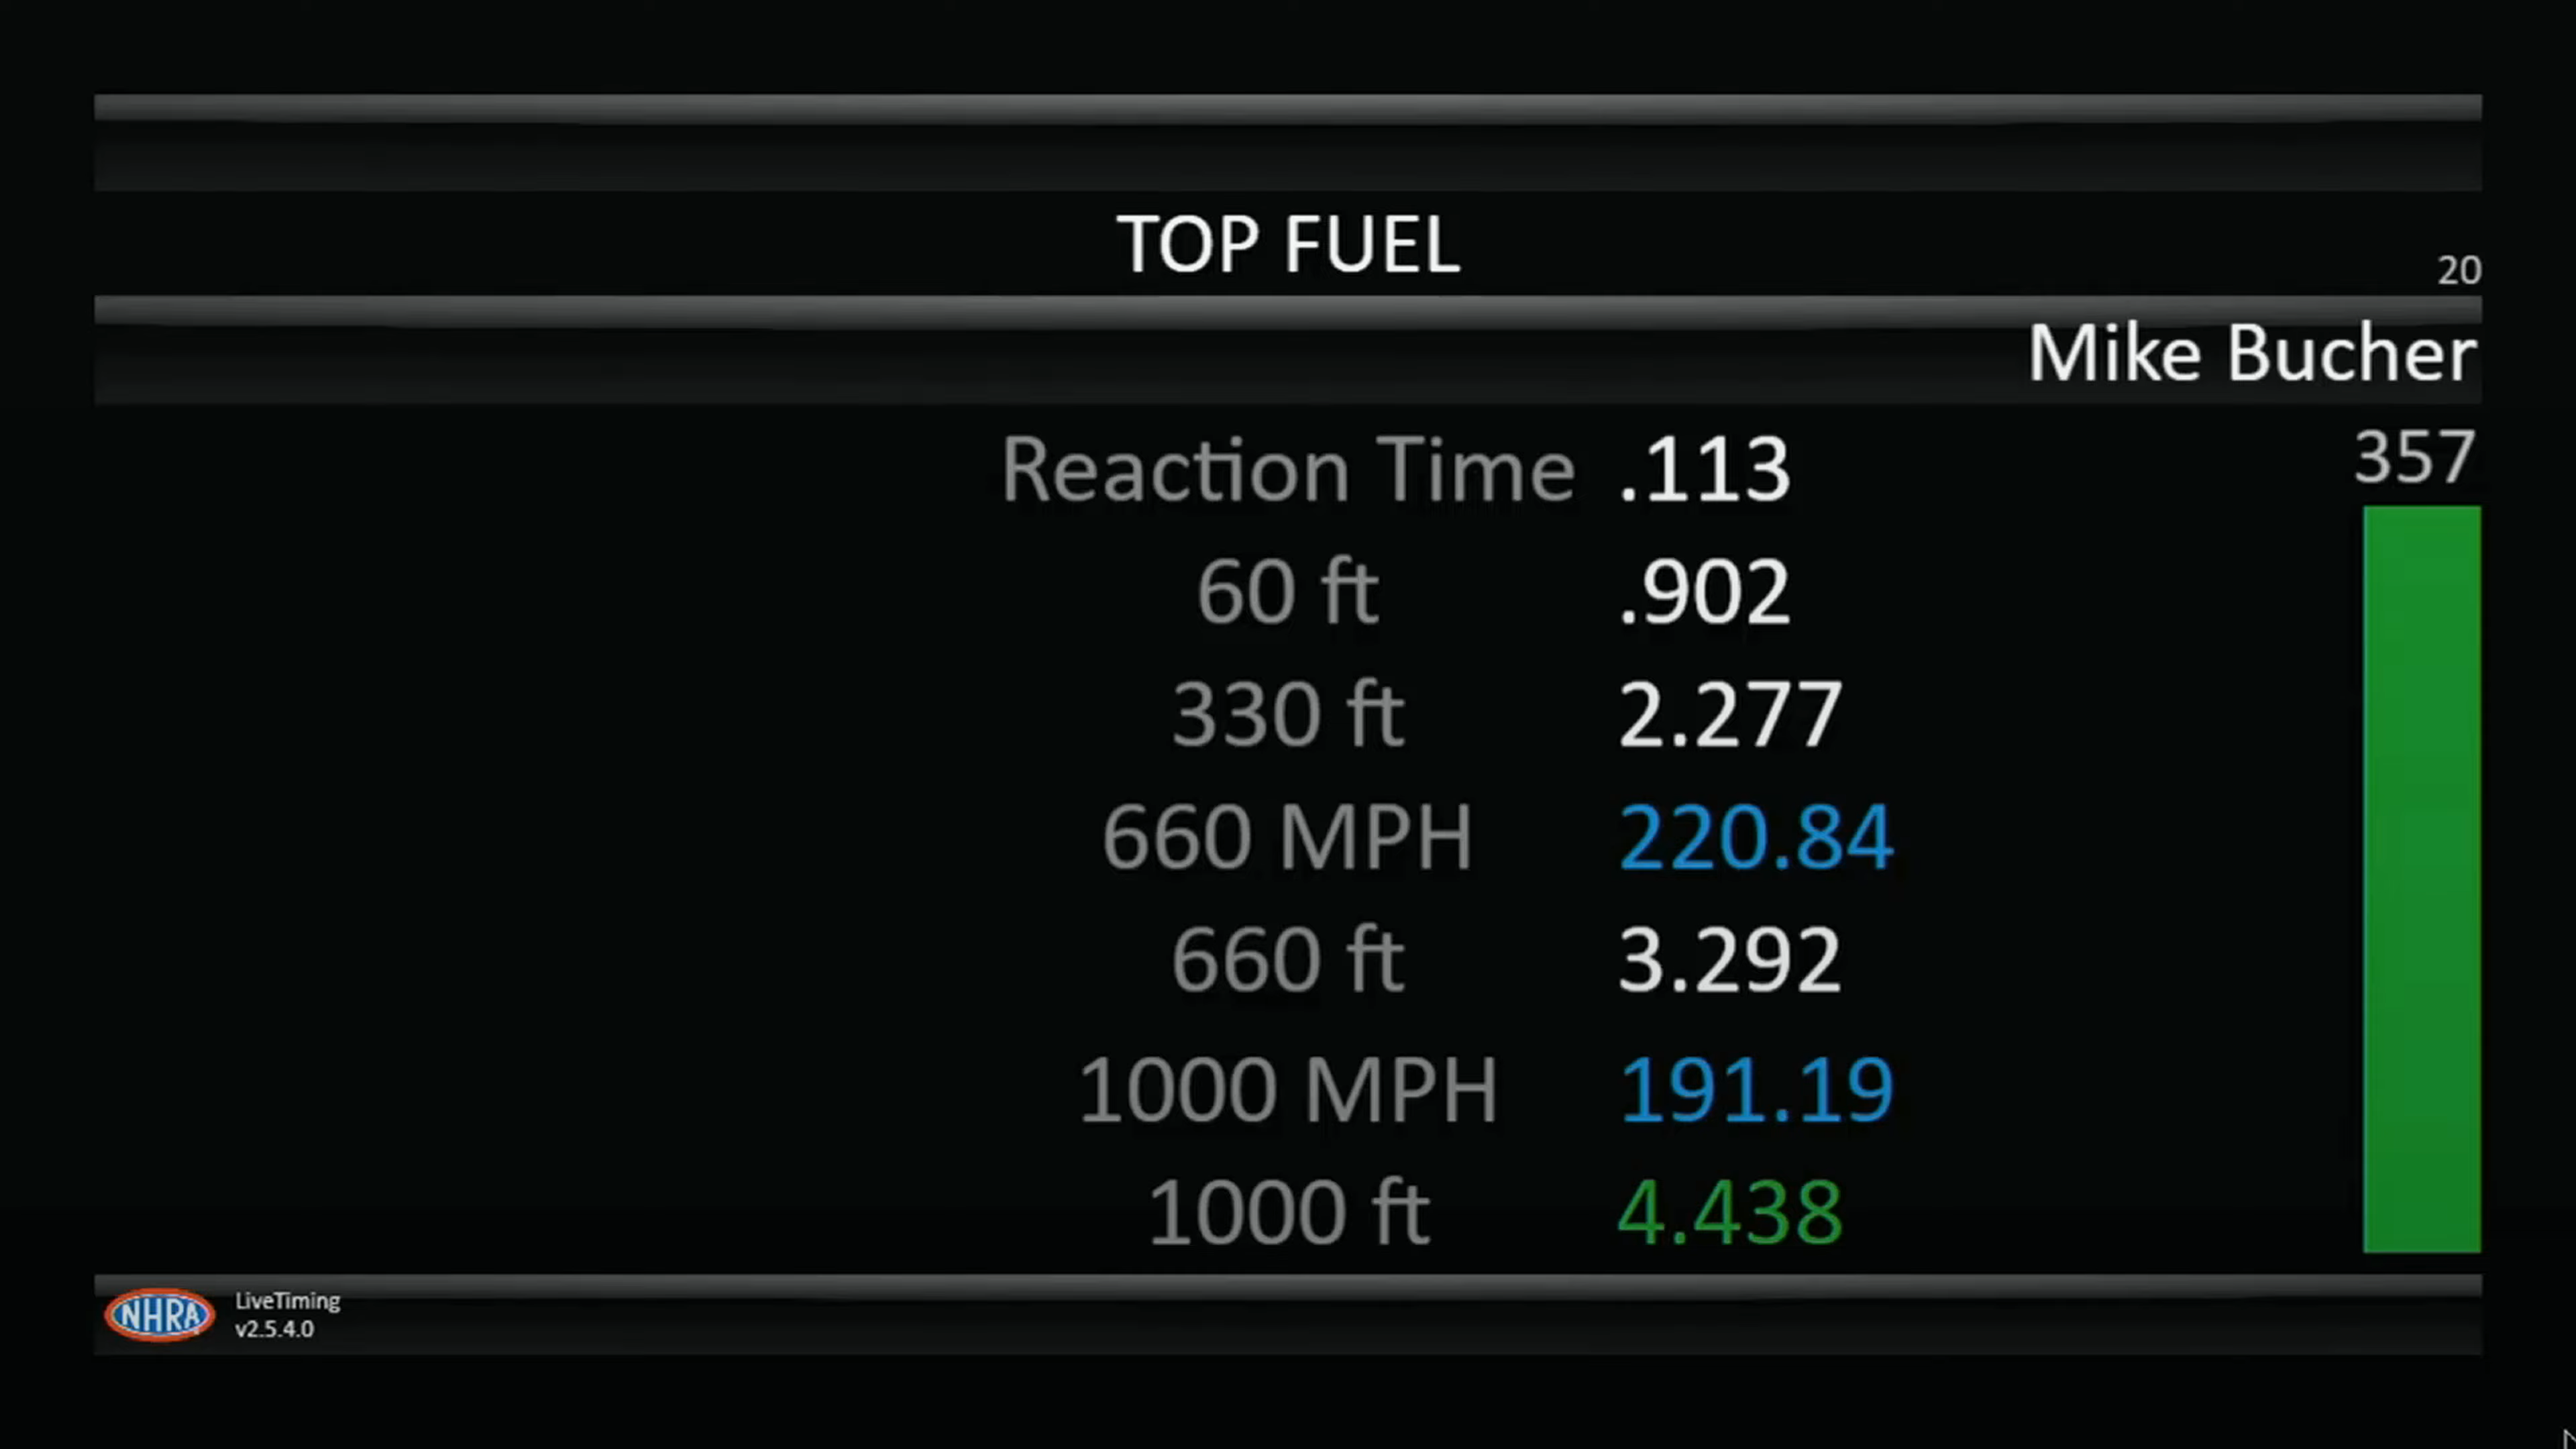 TOP FUEL
20
Mike Bucher
Reaction Time .113
357
60 ft .902
330 ft 2.277
660 MPH 220.84
660 ft 3.292
1000 MPH 191.19
1000 ft 4.438
NHRA
LiveTiming
v2.5.4.0